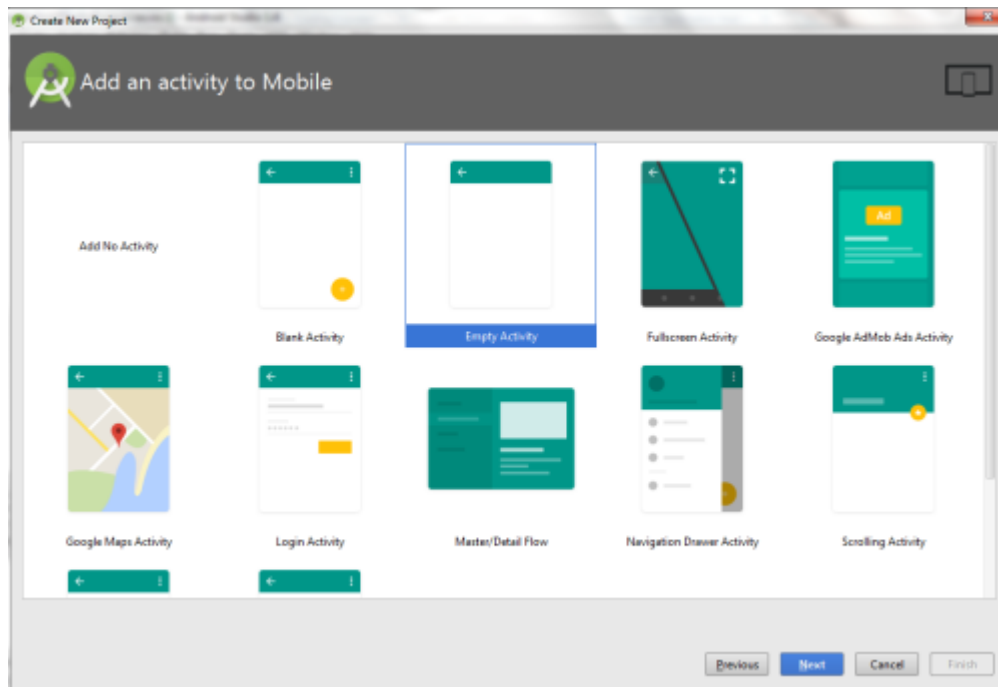 Create New Project
Add an activity to Mobile
Add No Activity
Blank Activity
Empty Activity
Fullscreen Activity
Ad
Google AdMob Ads Activity
Google Maps Activity
Login Activity
Master/Detail Flow
Navigation Drawer Activity
Scrolling Activity
Previous
Next
Cancel
Finish